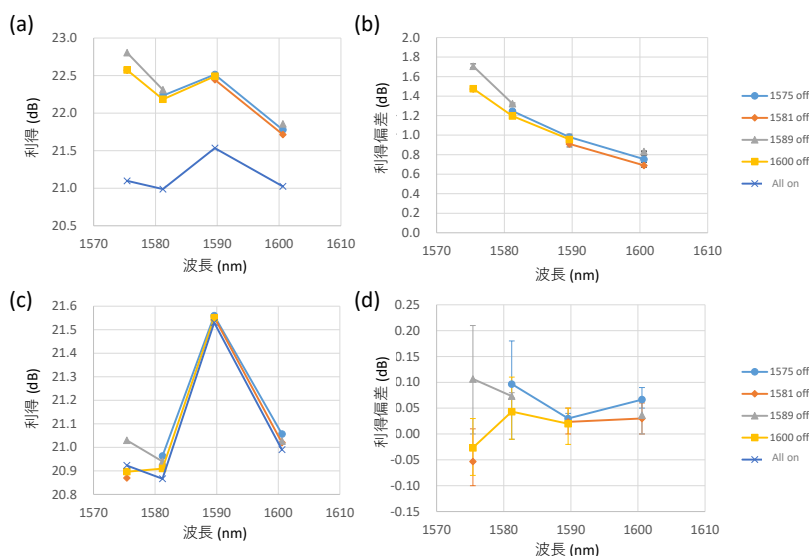 (a)
23.0
22.5
22.0
21.5
21.0
20.5
利得 (dB)
1570 1580 1590 1600 1610
波長 (nm)
(b)
2.0
1.8
1.6
1.4
1.2
1.0
0.8
0.6
0.4
0.2
0.0
利得偏差 (dB)
1570 1580 1590 1600 1610
波長 (nm)
1575 off
1581 off
1589 off
1600 off
All on
(c)
21.6
21.5
21.4
21.3
21.2
21.1
21.0
20.9
20.8
利得 (dB)
1570 1580 1590 1600 1610
波長 (nm)
(d)
0.25
0.20
0.15
0.10
0.05
0.00
-0.05
-0.10
-0.15
利得偏差 (dB)
1570 1580 1590 1600 1610
波長 (nm)
1575 off
1581 off
1589 off
1600 off
All on